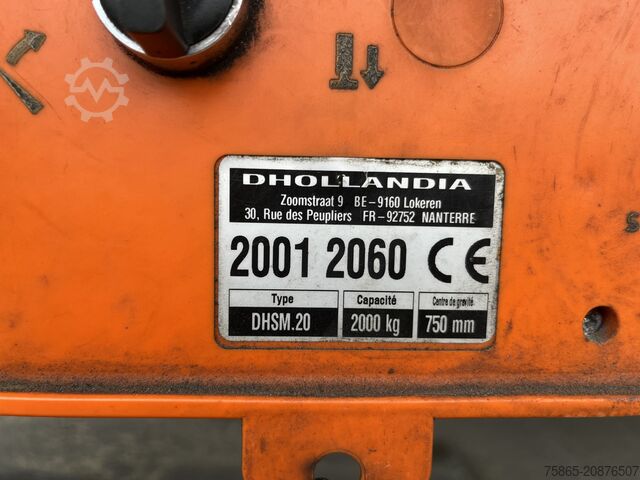 DHOLLANDIA
Zoomstraat 9 BE-9160 Lokeren
30, Rue des Peupliers FR-92752 NANTERRE
2001 2060 CE
Type Capacité Centre de gravité
DHSM.20 2000 kg 750 mm
75865-20876507